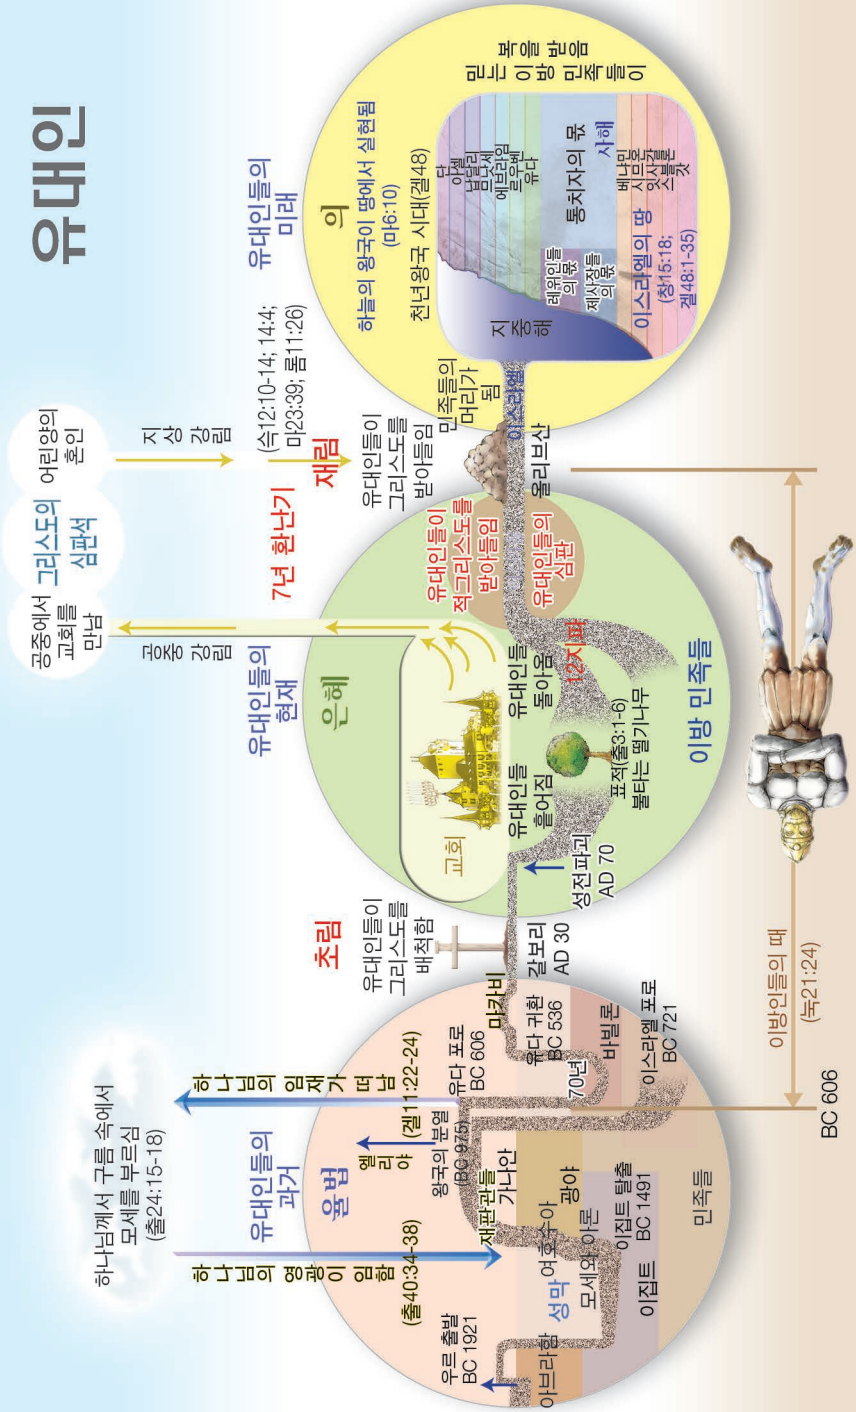 유대인
하나님께서 구름 속에서
모세를 부르심
(출24:15-18)
하나님의 영광이 임함
(출40:34-38)
하나님의 임재가 떠남
(겔11:22-24)
유대인들의
과거
율법
엘리야
우르 출발
BC 1921
아브라함
성막
모세와 아론
여호수아
재판관들
가나안
광야
이집트 탈출
BC 1491
이집트
민족들
왕국의 분열
(BC 975)
유다 포로
BC 606
70년
유다 귀환
BC 536
바빌론
이스라엘 포로
BC 721
마카비
초림
유대인들이
그리스도를
배척함
갈보리
AD 30
공중에서
교회를
만남
그리스도의
심판석
어린양의
혼인
공중 강림
지상 강림
유대인들의
현재
은혜
교회
유대인들
흩어짐
성전파괴
AD 70
표적(출3:1-6)
불타는 떨기나무
유대인들
돌아옴
12지파
이방 민족들
7년 환난기
유대인들이
적그리스도를
받아들임
유대인들의
심판
(슥12:10-14; 14:4;
마23:39; 롬11:26)
재림
유대인들이
그리스도를
받아들임
올리브산
민족들의
머리가
됨
이스라엘
유대인들의
미래
의
하늘의 왕국이 땅에서 실현됨
(마6:10)
천년왕국 시대(겔48)
지중해
단
아셀
납달리
므낫세
에브라임
르우벤
유다
레위인들
의 몫
제사장들
의 몫
통치자의 몫
사해
베냐민
시므온
잇사갈
스불론
갓
이스라엘의 땅
(창15:18;
겔48:1-35)
믿는 이방 민족들이
복을 받음
이방인들의 때
(눅21:24)
BC 606